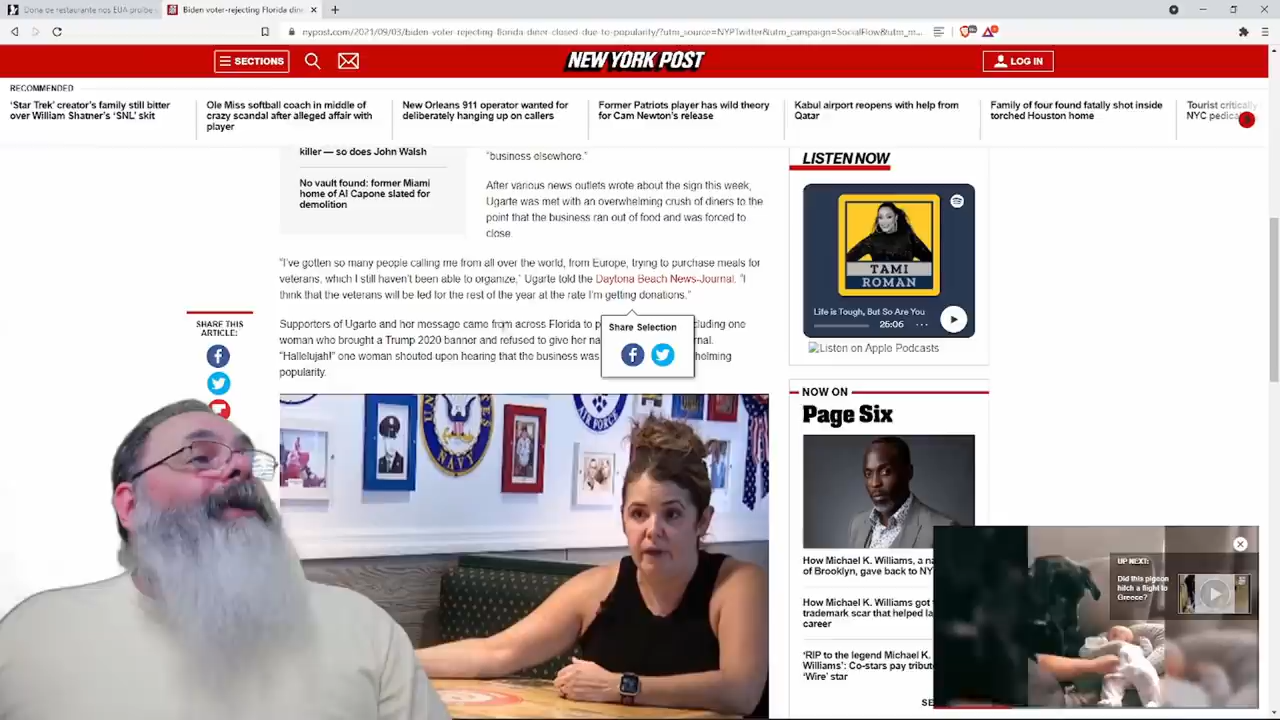 Dona de restaurante nos EUA proíbe
Biden voter-rejecting Florida dine
nypost.com/2021/09/03/biden-voter-rejecting-florida-diner-closed-due-to-popularity/?utm_source=NYPTwitter&utm_campaign=SocialFlow&utm_m...
SECTIONS
NEW YORK POST
LOG IN
RECOMMENDED
'Star Trek' creator's family still bitter
over William Shatner's 'SNL' skit
Ole Miss softball coach in middle of
crazy scandal after alleged affair with
player
New Orleans 911 operator wanted for
deliberately hanging up on callers
Former Patriots player has wild theory
for Cam Newton's release
Kabul airport reopens with help from
Qatar
Family of four found fatally shot inside
torched Houston home
Tourist critically
NYC pedica
killer — so does John Walsh
No vault found: former Miami
home of Al Capone slated for
demolition
"business elsewhere."
After various news outlets wrote about the sign this week,
Ugarte was met with an overwhelming crush of diners to the
point that the business ran out of food and was forced to
close.
"I've gotten so many people calling me from all over the world, from Europe, trying to purchase meals for
veterans, which I still haven't been able to organize," Ugarte told the Daytona Beach News-Journal. "I
think that the veterans will be fed for the rest of the year at the rate I'm getting donations."
Supporters of Ugarte and her message came from across Florida to p cluding one
woman who brought a Trump 2020 banner and refused to give her na rnal.
"Hallelujah!" one woman shouted upon hearing that the business was helming
popularity.
Share Selection
SHARE THIS
ARTICLE:
NAVY
AIR FORCE
LISTEN NOW
TAMI
ROMAN
Life is Tough, But So Are You
26:06
Listen on Apple Podcasts
NOW ON
Page Six
How Michael K. Williams, a na
of Brooklyn, gave back to NY
How Michael K. Williams got
trademark scar that helped la
career
'RIP to the legend Michael K.
Williams': Co-stars pay tribut
'Wire' star
SE
UP NEXT:
Did this pigeon
hitch a flight to
Greece?